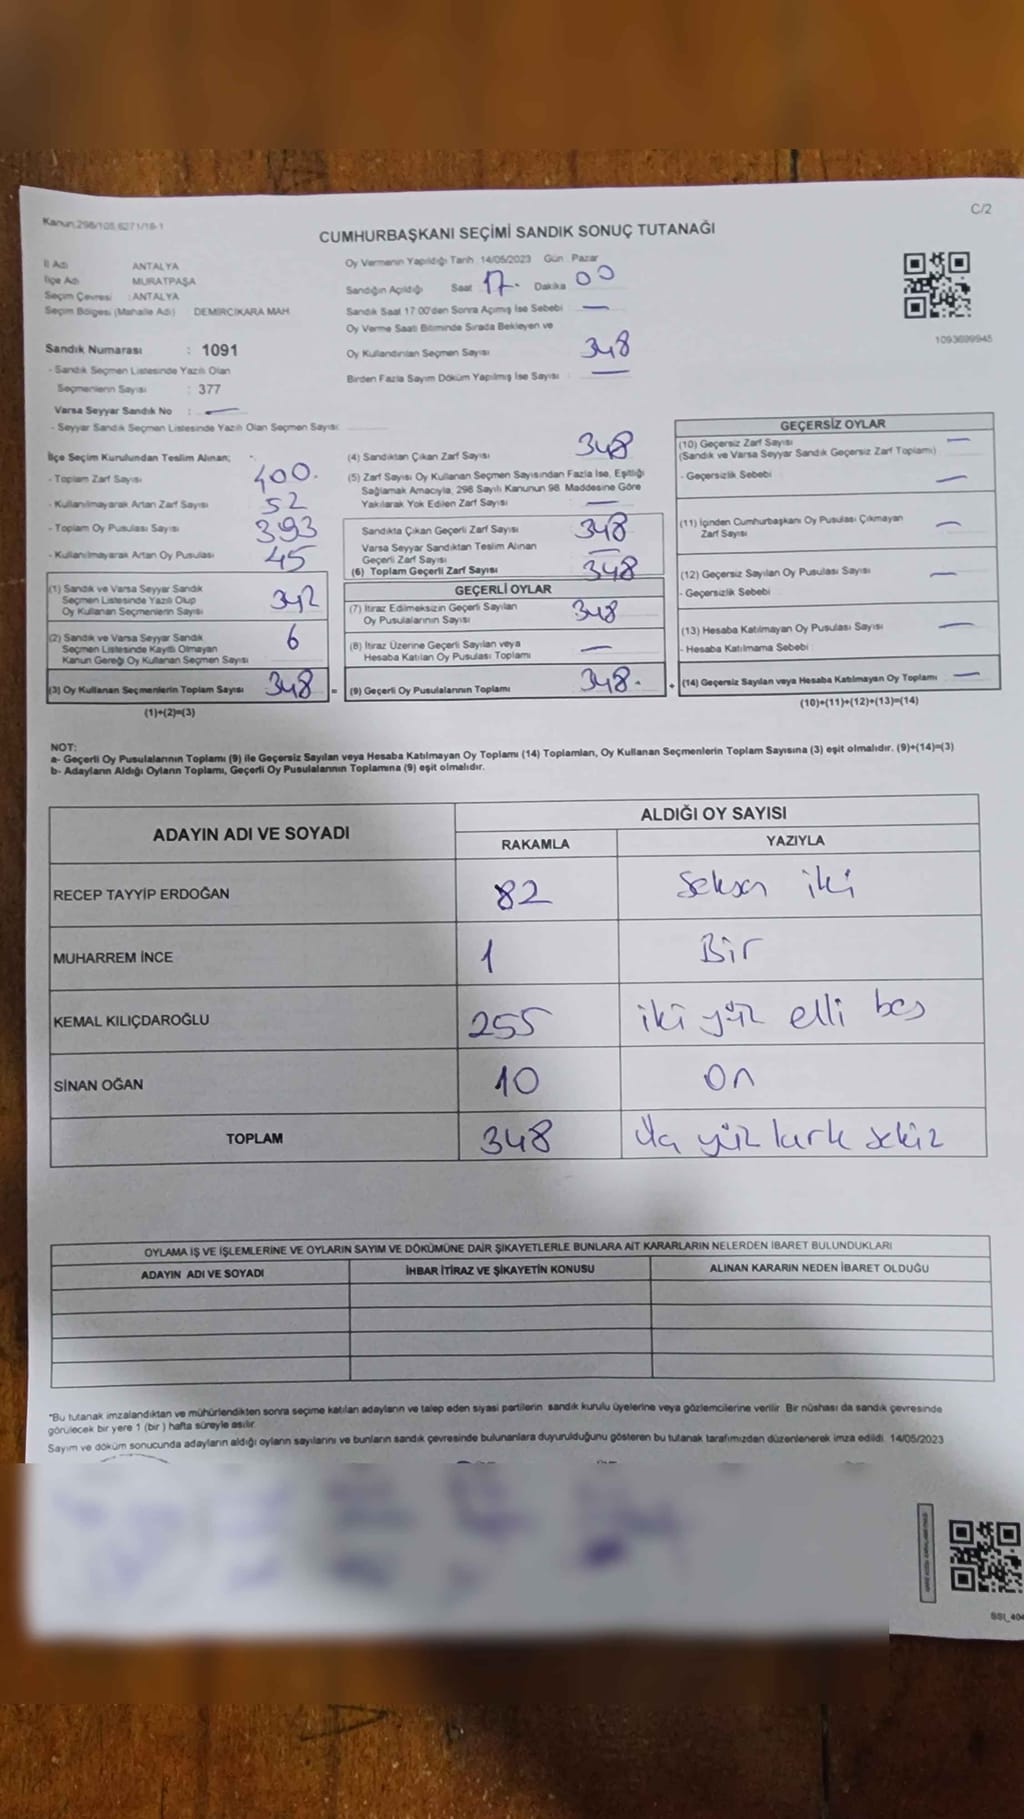 Kanun:298/105,6271/18-1
C/2
CUMHURBAŞKANI SEÇİMİ SANDIK SONUÇ TUTANAĞI
İl Adı : ANTALYA
İlçe Adı : MURATPAŞA
Seçim Çevresi : ANTALYA
Seçim Bölgesi (Mahalle Adı) : DEMİRCİKARA MAH.
Sandık Numarası : 1091
- Sandık Seçmen Listesinde Yazılı Olan
Seçmenlerin Sayısı : 377
Varsa Seyyar Sandık No : —
- Seyyar Sandık Seçmen Listesinde Yazılı Olan Seçmen Sayısı:
Oy Vermenin Yapıldığı Tarih : 14/05/2023 Gün : Pazar
Sandığın Açıldığı Saat 17. Dakika 00
Sandık Saat 17:00'den Sonra Açılmış İse Sebebi : —
Oy Verme Saati Bitiminde Sırada Bekleyen ve
Oy Kullandırılan Seçmen Sayısı : 348
Birden Fazla Sayım Döküm Yapılmış İse Sayısı : —
1093699945
İlçe Seçim Kurulundan Teslim Alınan;
- Toplam Zarf Sayısı : 400.
- Kullanılmayarak Artan Zarf Sayısı : 52
- Toplam Oy Pusulası Sayısı : 393
- Kullanılmayarak Artan Oy Pusulası : 45
(1) Sandık ve Varsa Seyyar Sandık
Seçmen Listesinde Yazılı Olup
Oy Kullanan Seçmenlerin Sayısı : 342
(2) Sandık ve Varsa Seyyar Sandık
Seçmen Listesinde Kayıtlı Olmayan
Kanun Gereği Oy Kullanan Seçmen Sayısı : 6
(3) Oy Kullanan Seçmenlerin Toplam Sayısı : 348 =
(1)+(2)=(3)
(4) Sandıktan Çıkan Zarf Sayısı : 348
(5) Zarf Sayısı Oy Kullanan Seçmen Sayısından Fazla İse, Eşitliği
Sağlamak Amacıyla, 298 Sayılı Kanunun 98. Maddesine Göre
Yakılarak Yok Edilen Zarf Sayısı : —
Sandıkta Çıkan Geçerli Zarf Sayısı : 348
Varsa Seyyar Sandıktan Teslim Alınan
Geçerli Zarf Sayısı : —
(6) Toplam Geçerli Zarf Sayısı : 348
GEÇERLİ OYLAR
(7) İtiraz Edilmeksizin Geçerli Sayılan
Oy Pusulalarının Sayısı : 348
(8) İtiraz Üzerine Geçerli Sayılan veya
Hesaba Katılan Oy Pusulası Toplamı : —
(9) Geçerli Oy Pusulalarının Toplamı : 348. +
GEÇERSİZ OYLAR
(10) Geçersiz Zarf Sayısı : —
(Sandık ve Varsa Seyyar Sandık Geçersiz Zarf Toplamı)
- Geçersizlik Sebebi : —
(11) İçinden Cumhurbaşkanı Oy Pusulası Çıkmayan
Zarf Sayısı : —
(12) Geçersiz Sayılan Oy Pusulası Sayısı : —
- Geçersizlik Sebebi :
(13) Hesaba Katılmayan Oy Pusulası Sayısı : —
- Hesaba Katılmama Sebebi :
(14) Geçersiz Sayılan veya Hesaba Katılmayan Oy Toplamı : —
(10)+(11)+(12)+(13)=(14)
NOT:
a- Geçerli Oy Pusulalarının Toplamı (9) ile Geçersiz Sayılan veya Hesaba Katılmayan Oy Toplamı (14) Toplamları, Oy Kullanan Seçmenlerin Toplam Sayısına (3) eşit olmalıdır. (9)+(14)=(3)
b- Adayların Aldığı Oyların Toplamı, Geçerli Oy Pusulalarının Toplamına (9) eşit olmalıdır.
ADAYIN ADI VE SOYADI
ALDIĞI OY SAYISI
RAKAMLA YAZIYLA
RECEP TAYYİP ERDOĞAN 82 Seksen iki
MUHARREM İNCE 1 Bir
KEMAL KILIÇDAROĞLU 255 iki yüz elli beş
SİNAN OĞAN 10 On
TOPLAM 348 Üç yüz kırk sekiz
OYLAMA İŞ VE İŞLEMLERİNE VE OYLARIN SAYIM VE DÖKÜMÜNE DAİR ŞİKAYETLERLE BUNLARA AİT KARARLARIN NELERDEN İBARET BULUNDUKLARI
ADAYIN ADI VE SOYADI İHBAR İTİRAZ VE ŞİKAYETİN KONUSU ALINAN KARARIN NEDEN İBARET OLDUĞU
*Bu tutanak imzalandıktan ve mühürlendikten sonra seçime katılan adayların ve talep eden siyasi partilerin sandık kurulu üyelerine veya gözlemcilerine verilir. Bir nüshası da sandık çevresinde
görülecek bir yere 1 (bir) hafta süreyle asılır.
Sayım ve döküm sonucunda adayların aldığı oyların sayılarını ve bunların sandık çevresinde bulunanlara duyurulduğunu gösteren bu tutanak tarafımızdan düzenlenerek imza edildi. 14/05/2023